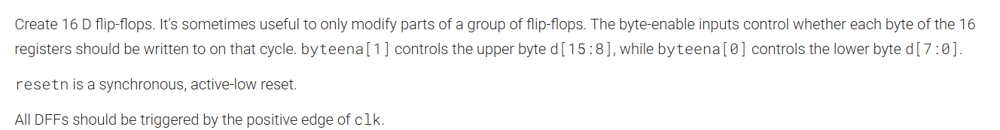 Create 16 D flip-flops. It's sometimes useful to only modify parts of a group of flip-flops. The byte-enable inputs control whether each byte of the 16
registers should be written to on that cycle. byteena[1] controls the upper byte d[15:8], while byteena[0] controls the lower byte d[7:0].
resetn is a synchronous, active-low reset.
All DFFs should be triggered by the positive edge of clk.